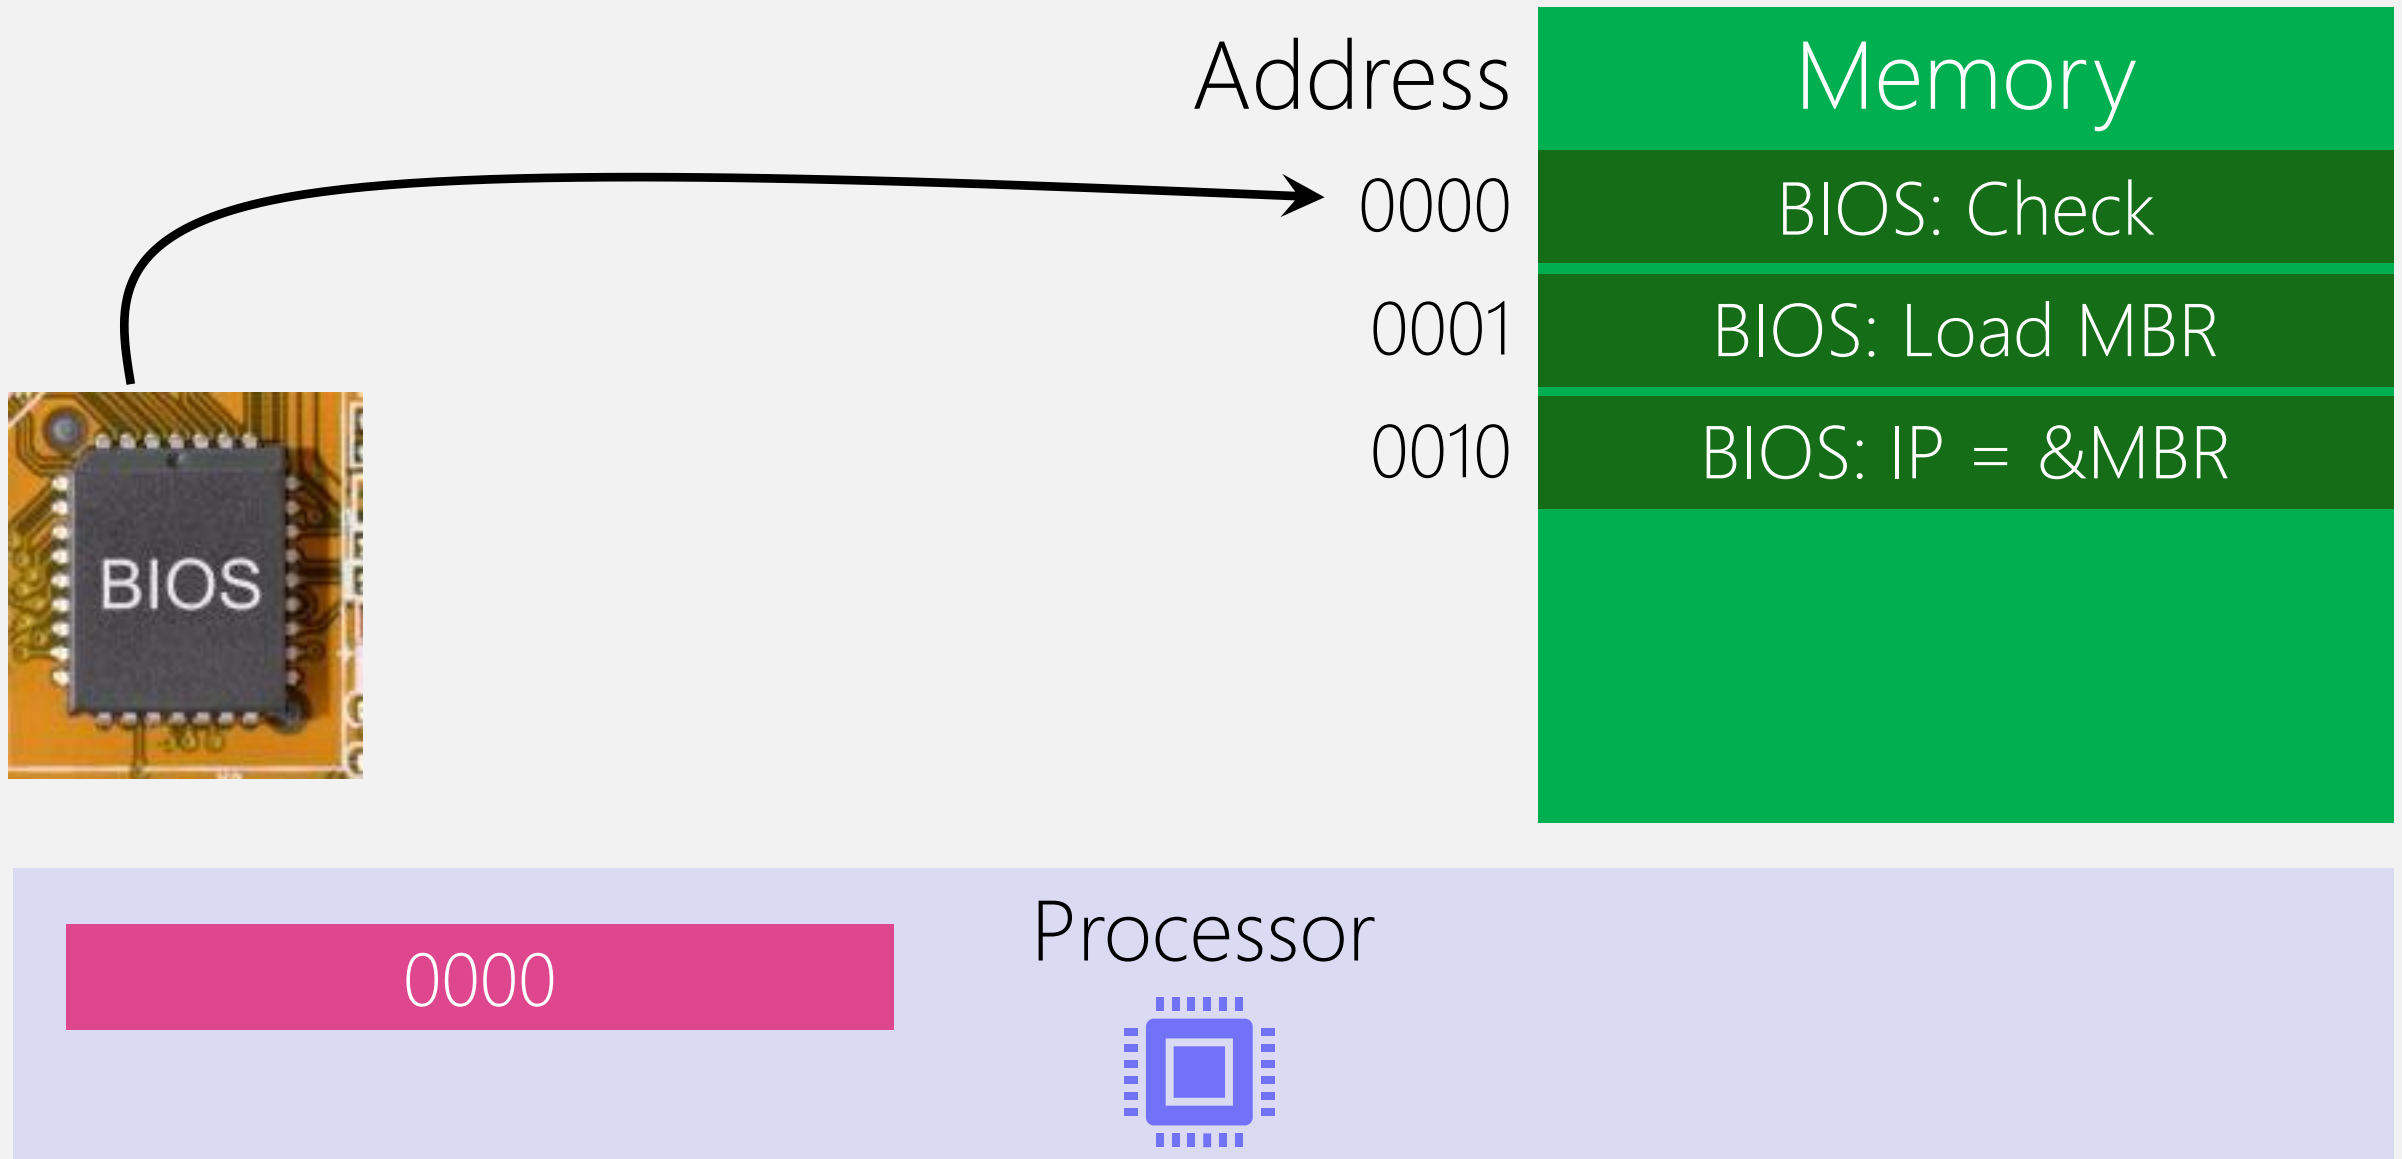 Address
Memory
0000
BIOS: Check
0001
BIOS: Load MBR
0010
BIOS: IP = &MBR
BIOS
Processor
0000